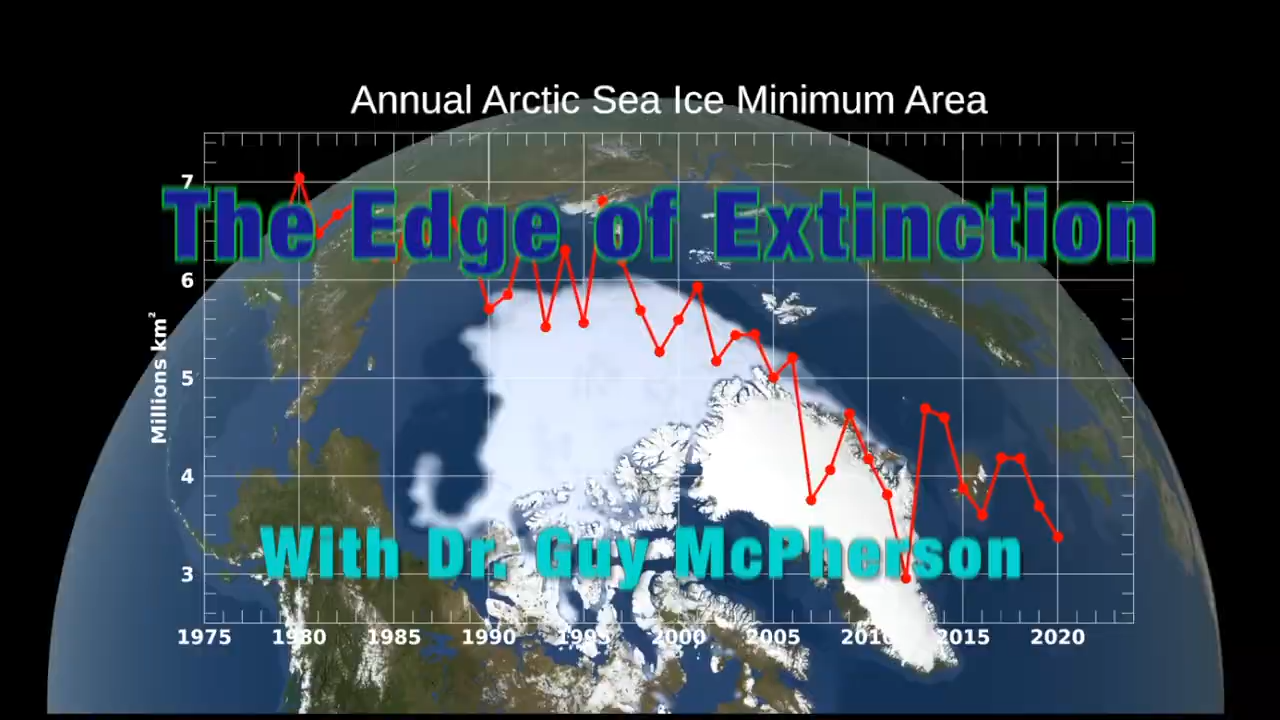 Annual Arctic Sea Ice Minimum Area
7
The Edge of Extinction
6
Millions km²
5
4
With Dr. Guy McPherson
3
1975 1980 1985 1990 1995 2000 2005 2010 2015 2020